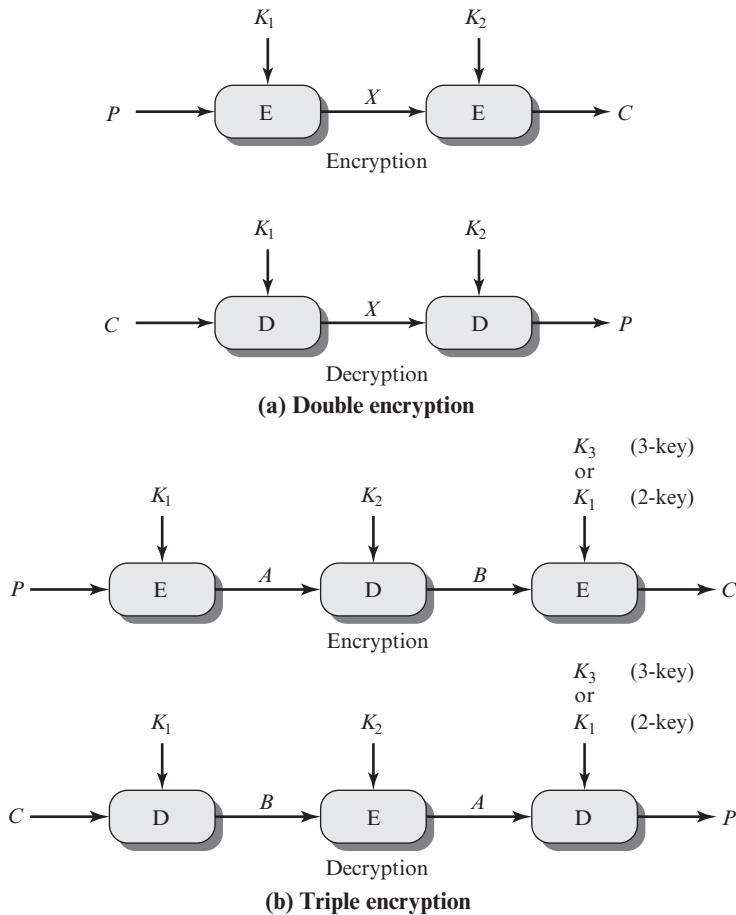 K₁ K₂
P E X E C
Encryption
K₁ K₂
C D X D P
Decryption
(a) Double encryption
K₃ (3-key)
or
K₁ K₂ K₁ (2-key)
P E A D B E C
Encryption
K₃ (3-key)
or
K₁ K₂ K₁ (2-key)
C D B E A D P
Decryption
(b) Triple encryption